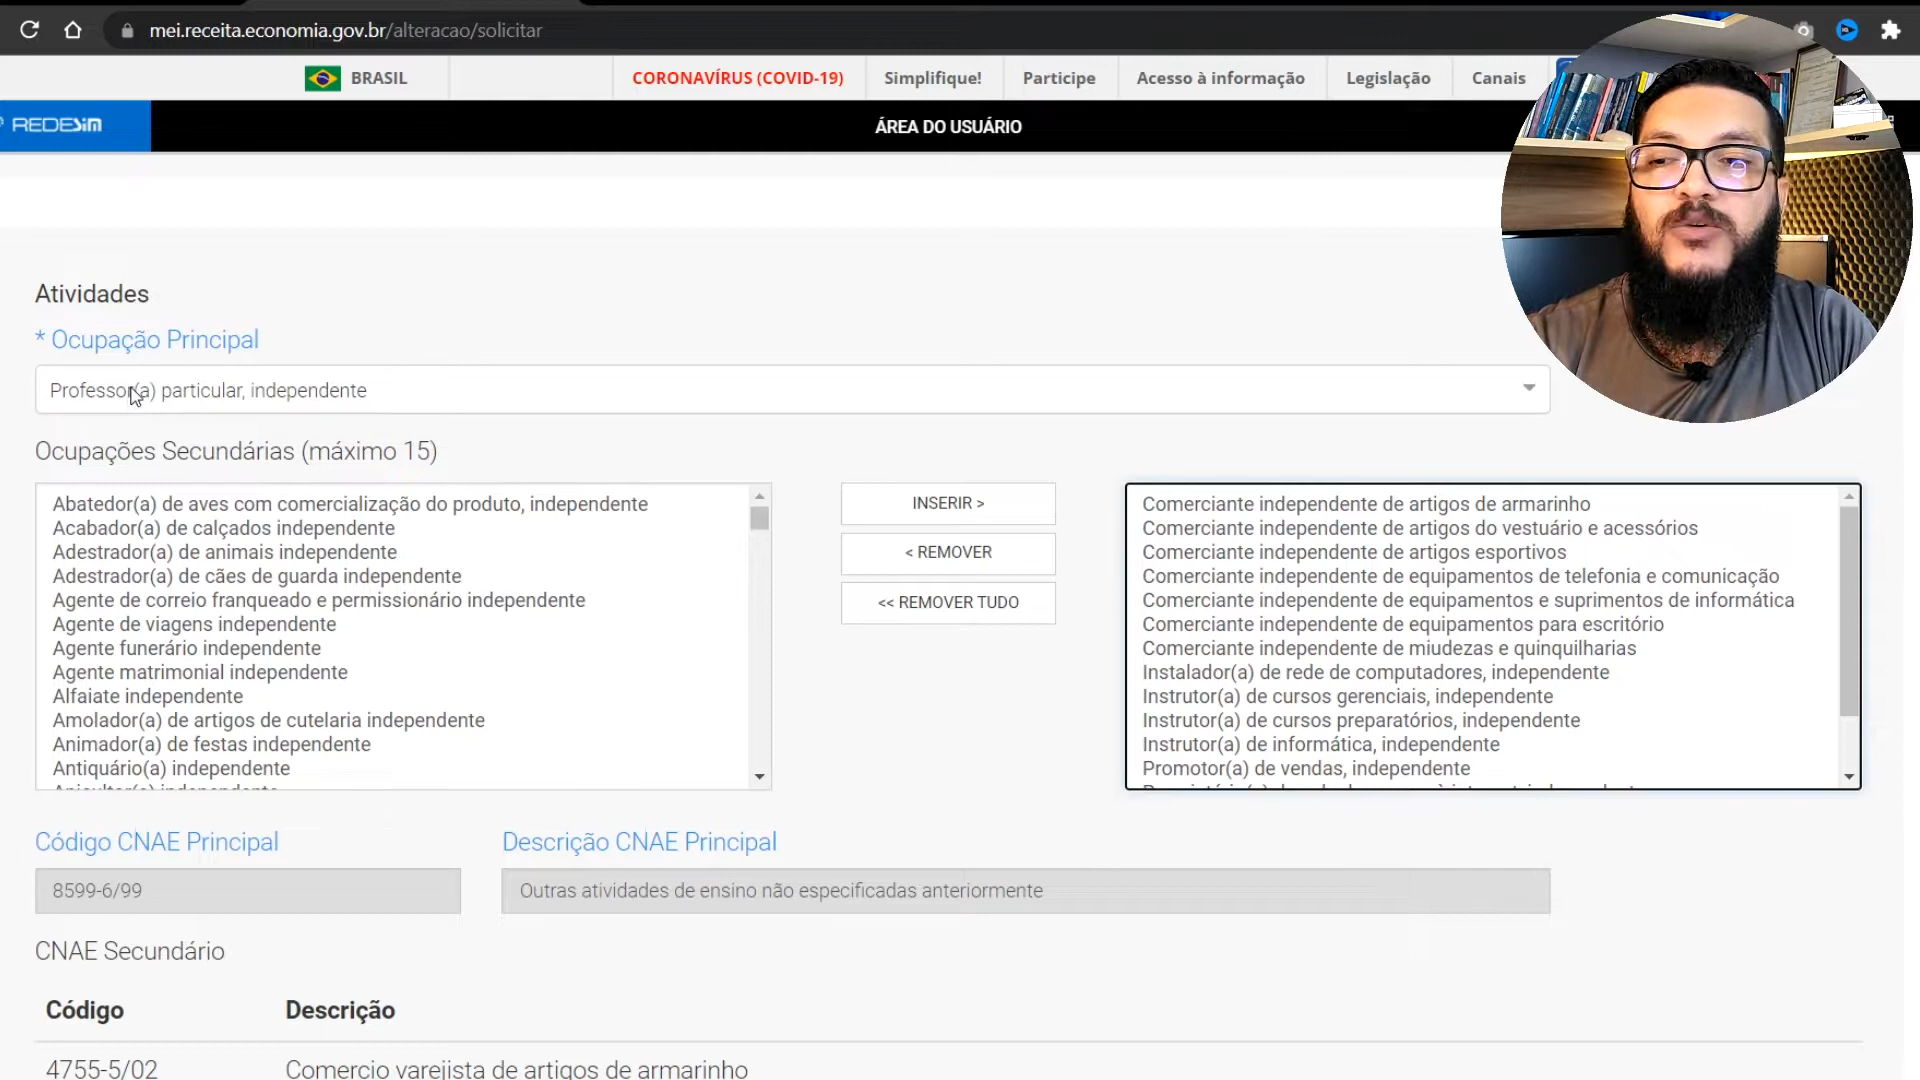 mei.receita.economia.gov.br/alteracao/solicitar
BRASIL
CORONAVÍRUS (COVID-19)
Simplifique!
Participe
Acesso à informação
Legislação
Canais
REDESIM
ÁREA DO USUÁRIO
Atividades
* Ocupação Principal
Professor(a) particular, independente
Ocupações Secundárias (máximo 15)
Abatedor(a) de aves com comercialização do produto, independente
Acabador(a) de calçados independente
Adestrador(a) de animais independente
Adestrador(a) de cães de guarda independente
Agente de correio franqueado e permissionário independente
Agente de viagens independente
Agente funerário independente
Agente matrimonial independente
Alfaiate independente
Amolador(a) de artigos de cutelaria independente
Animador(a) de festas independente
Antiquário(a) independente
INSERIR >
< REMOVER
<< REMOVER TUDO
Comerciante independente de artigos de armarinho
Comerciante independente de artigos do vestuário e acessórios
Comerciante independente de artigos esportivos
Comerciante independente de equipamentos de telefonia e comunicação
Comerciante independente de equipamentos e suprimentos de informática
Comerciante independente de equipamentos para escritório
Comerciante independente de miudezas e quinquilharias
Instalador(a) de rede de computadores, independente
Instrutor(a) de cursos gerenciais, independente
Instrutor(a) de cursos preparatórios, independente
Instrutor(a) de informática, independente
Promotor(a) de vendas, independente
Código CNAE Principal
8599-6/99
Descrição CNAE Principal
Outras atividades de ensino não especificadas anteriormente
CNAE Secundário
Código
Descrição
4755-5/02
Comercio varejista de artigos de armarinho